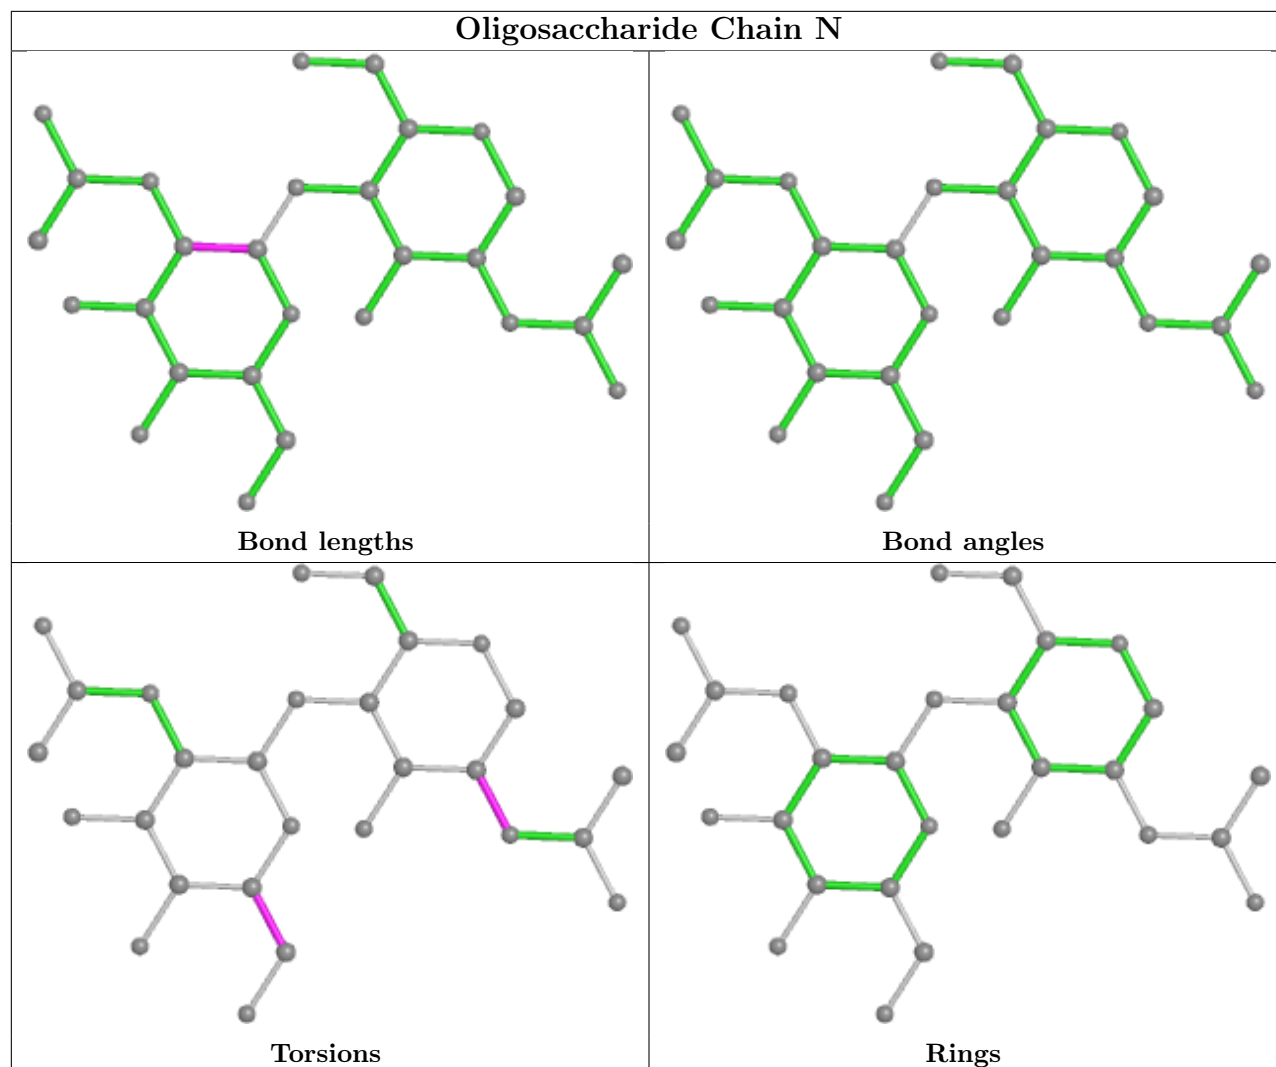 Oligosaccharide Chain N
Bond lengths
Bond angles
Torsions
Rings